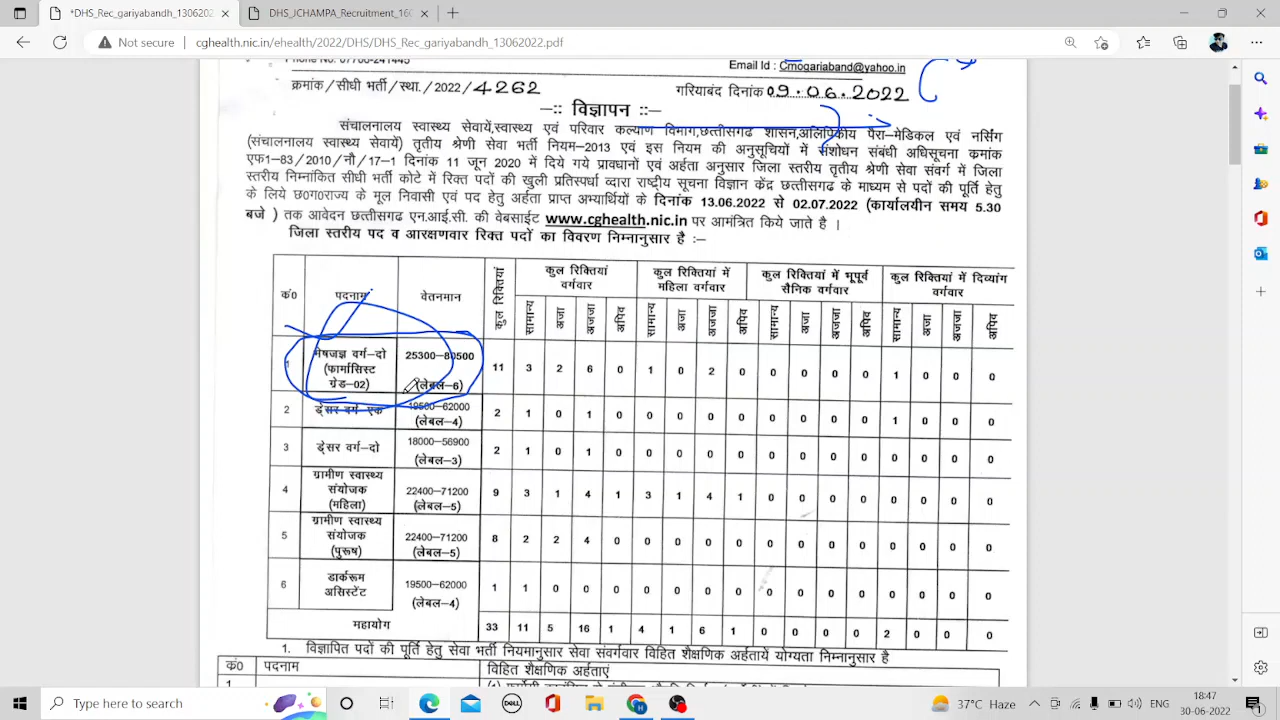 *DHS_Rec_gariyabandh_1306202
DHS_JCHAMPA_Recruitment_160
Not secure
cghealth.nic.in/ehealth/2022/DHS/DHS_Rec_gariyabandh_13062022.pdf
Email Id : Cmogariaband@yahoo.in
क्रमांक/सीधी भर्ती/स्था./2022/4262 गरियाबंद दिनांक 09.06.2022
-:: विज्ञापन ::-
संचालनालय स्वास्थ्य सेवायें,स्वास्थ्य एवं परिवार कल्याण विभाग,छत्तीसगढ शासन,अलिपिकीय पैरा-मेडिकल एवं नर्सिंग
(संचालनालय स्वास्थ्य सेवायें) तृतीय श्रेणी सेवा भर्ती नियम-2013 एवं इस नियम की अनुसूचियों में संशोधन संबंधी अधिसूचना क्रमांक
एफ1-83/2010/नौ/17-1 दिनांक 11 जून 2020 में दिये गये प्रावधानों एवं अर्हता अनुसार जिला स्तरीय तृतीय श्रेणी सेवा संवर्ग में जिला
स्तरीय निम्नांकित सीधी भर्ती कोटे में रिक्त पदों की खुली प्रतिस्पर्धा व्दारा राष्ट्रीय सूचना विज्ञान केंद्र छत्तीसगढ के माध्यम से पदों की पूर्ति हेतु
के लिये छ0ग0राज्य के मूल निवासी एवं पद हेतु अर्हता प्राप्त अभ्यार्थियो के दिनांक 13.06.2022 से 02.07.2022 (कार्यालयीन समय 5.30
बजे ) तक आवेदन छत्तीसगढ एन.आई.सी. की वेबसाईट www.cghealth.nic.in पर आमंत्रित किये जाते है ।
जिला स्तरीय पद व आरक्षणवार रिक्त पदों का विवरण निम्नानुसार है :-
कं0 पदनाम वेतनमान कुल रिक्तियां कुल रिक्तियां वर्गवार कुल रिक्तियां में महिला वर्गवार कुल रिक्तियां में भूपूर्व सैनिक वर्गवार कुल रिक्तियां में दिव्यांग वर्गवार
सामान्य अजा अजजा अपिव सामान्य अजा अजजा अपिव सामान्य अजा अजजा अपिव सामान्य अजा अजजा अपिव
1 भेषजज्ञ वर्ग-दो (फार्मासिस्ट ग्रेड-02) 25300-80500 (लेबल-6) 11 3 2 6 0 1 0 2 0 0 0 0 0 1 0 0 0
2 ड्रेसर वर्ग-एक 19500-62000 (लेबल-4) 2 1 0 1 0 0 0 0 0 0 0 0 0 1 0 0 0
3 ड्रेसर वर्ग-दो 18000-56900 (लेबल-3) 2 1 0 1 0 0 0 0 0 0 0 0 0 0 0 0 0
4 ग्रामीण स्वास्थ्य संयोजक (महिला) 22400-71200 (लेबल-5) 9 3 1 4 1 3 1 4 1 0 0 0 0 0 0 0 0
5 ग्रामीण स्वास्थ्य संयोजक (पुरूष) 22400-71200 (लेबल-5) 8 2 2 4 0 0 0 0 0 0 0 0 0 0 0 0 0
6 डार्करूम असिस्टेंट 19500-62000 (लेबल-4) 1 1 0 0 0 0 0 0 0 0 0 0 0 0 0 0 0
महायोग 33 11 5 16 1 4 1 6 1 0 0 0 0 2 0 0 0
1. विज्ञापित पदों की पूर्ति हेतु सेवा भर्ती नियमानुसार सेवा संवर्गवार विहित शैक्षणिक अर्हतायें योग्यता निम्नानुसार है
कं0 पदनाम विहित शैक्षणिक अर्हताएं
1
Type here to search
DELL
37°C Haze
ENG
18:47
30-06-2022